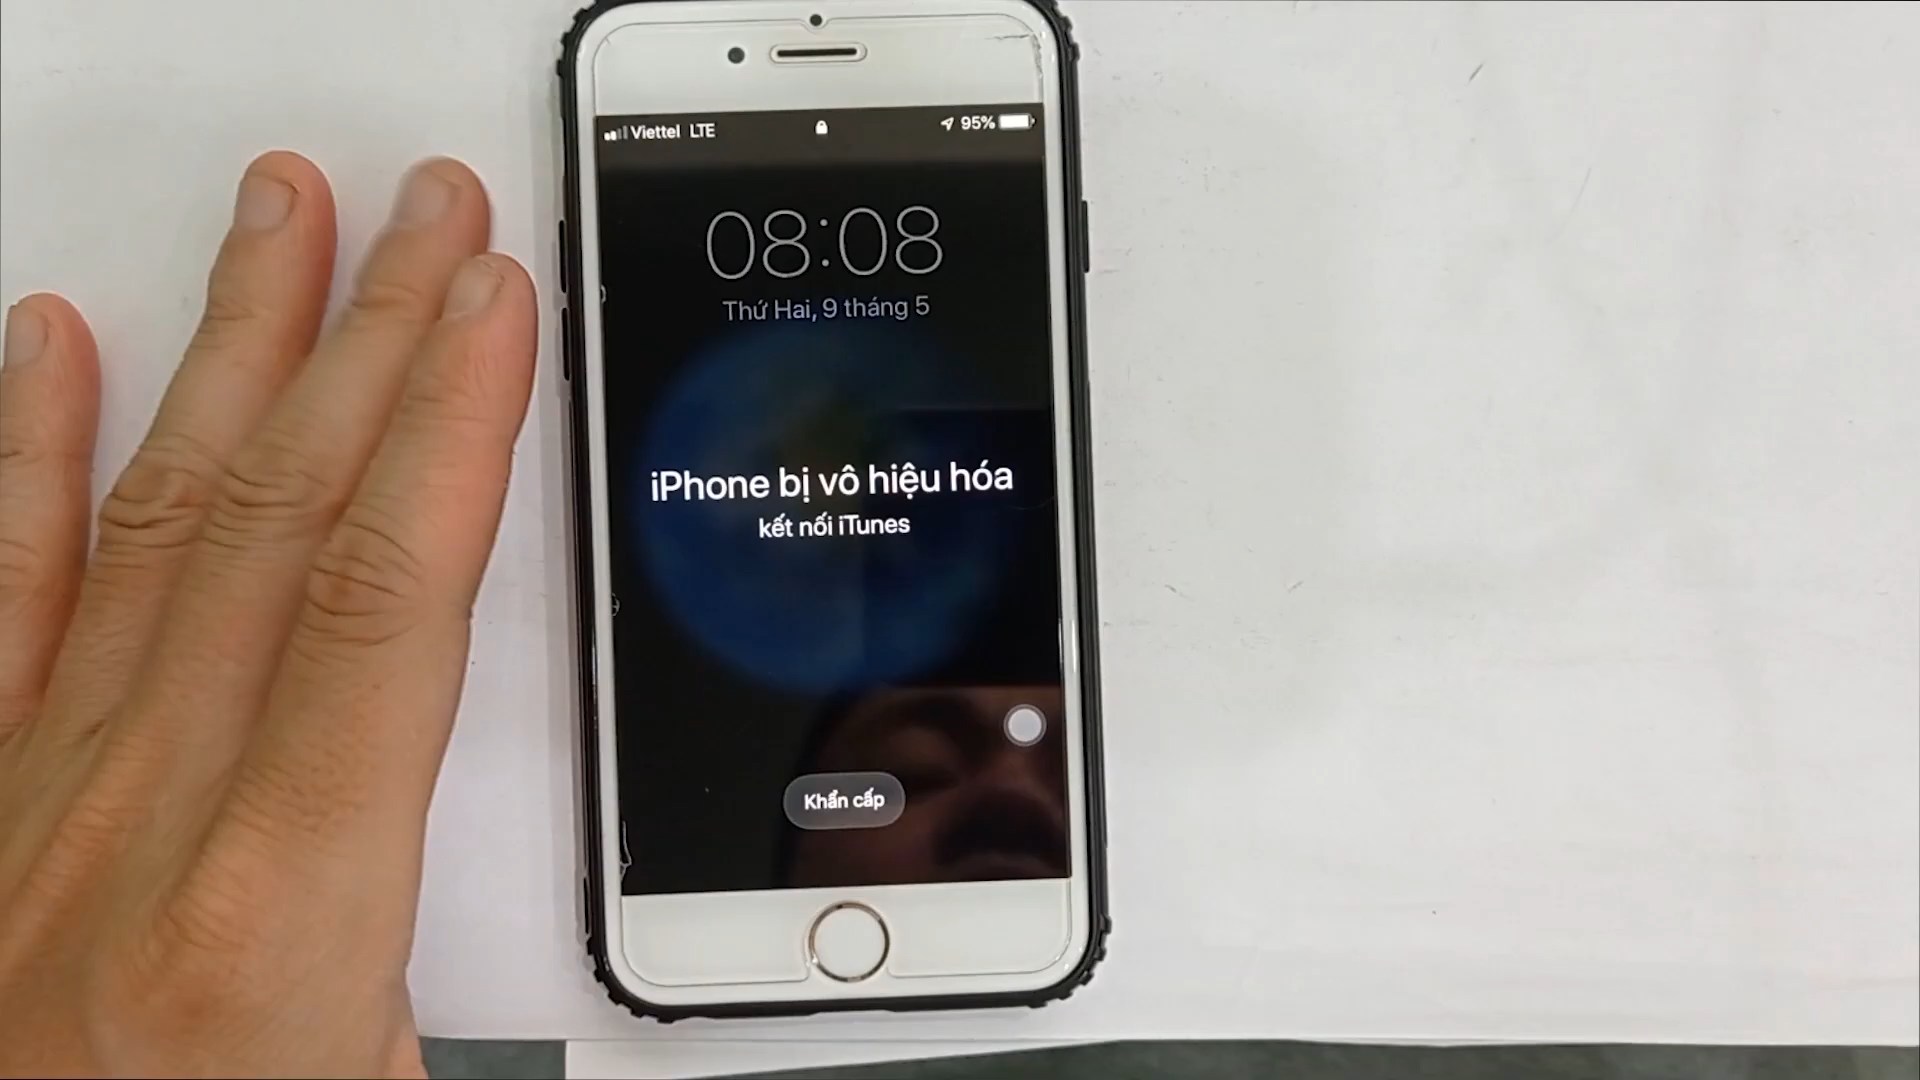 Viettel LTE 95%
08:08
Thứ Hai, 9 tháng 5
iPhone bị vô hiệu hóa
kết nối iTunes
Khẩn cấp